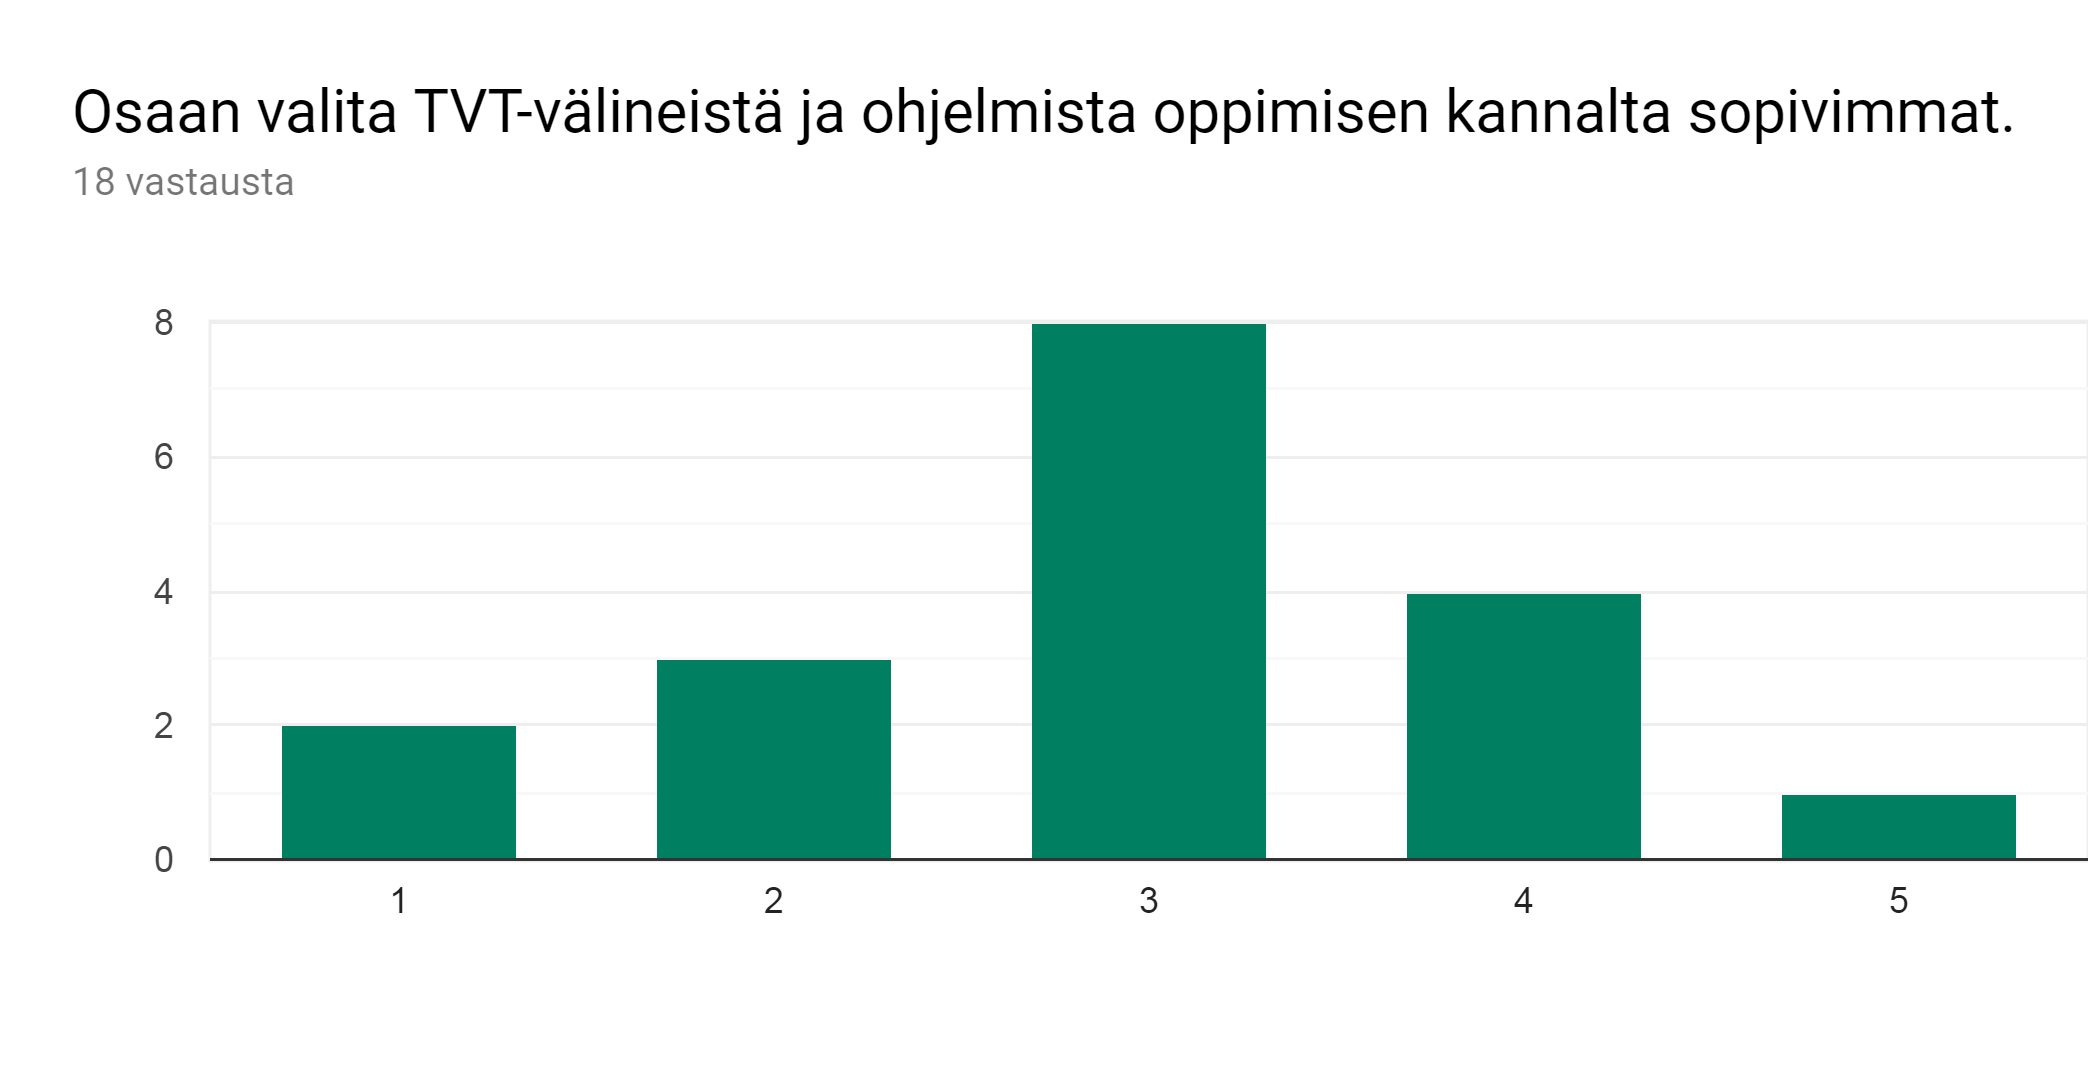 Osaan valita TVT-välineistä ja ohjelmista oppimisen kannalta sopivimmat.
18 vastausta
8
6
4
2
0
1 2 3 4 5